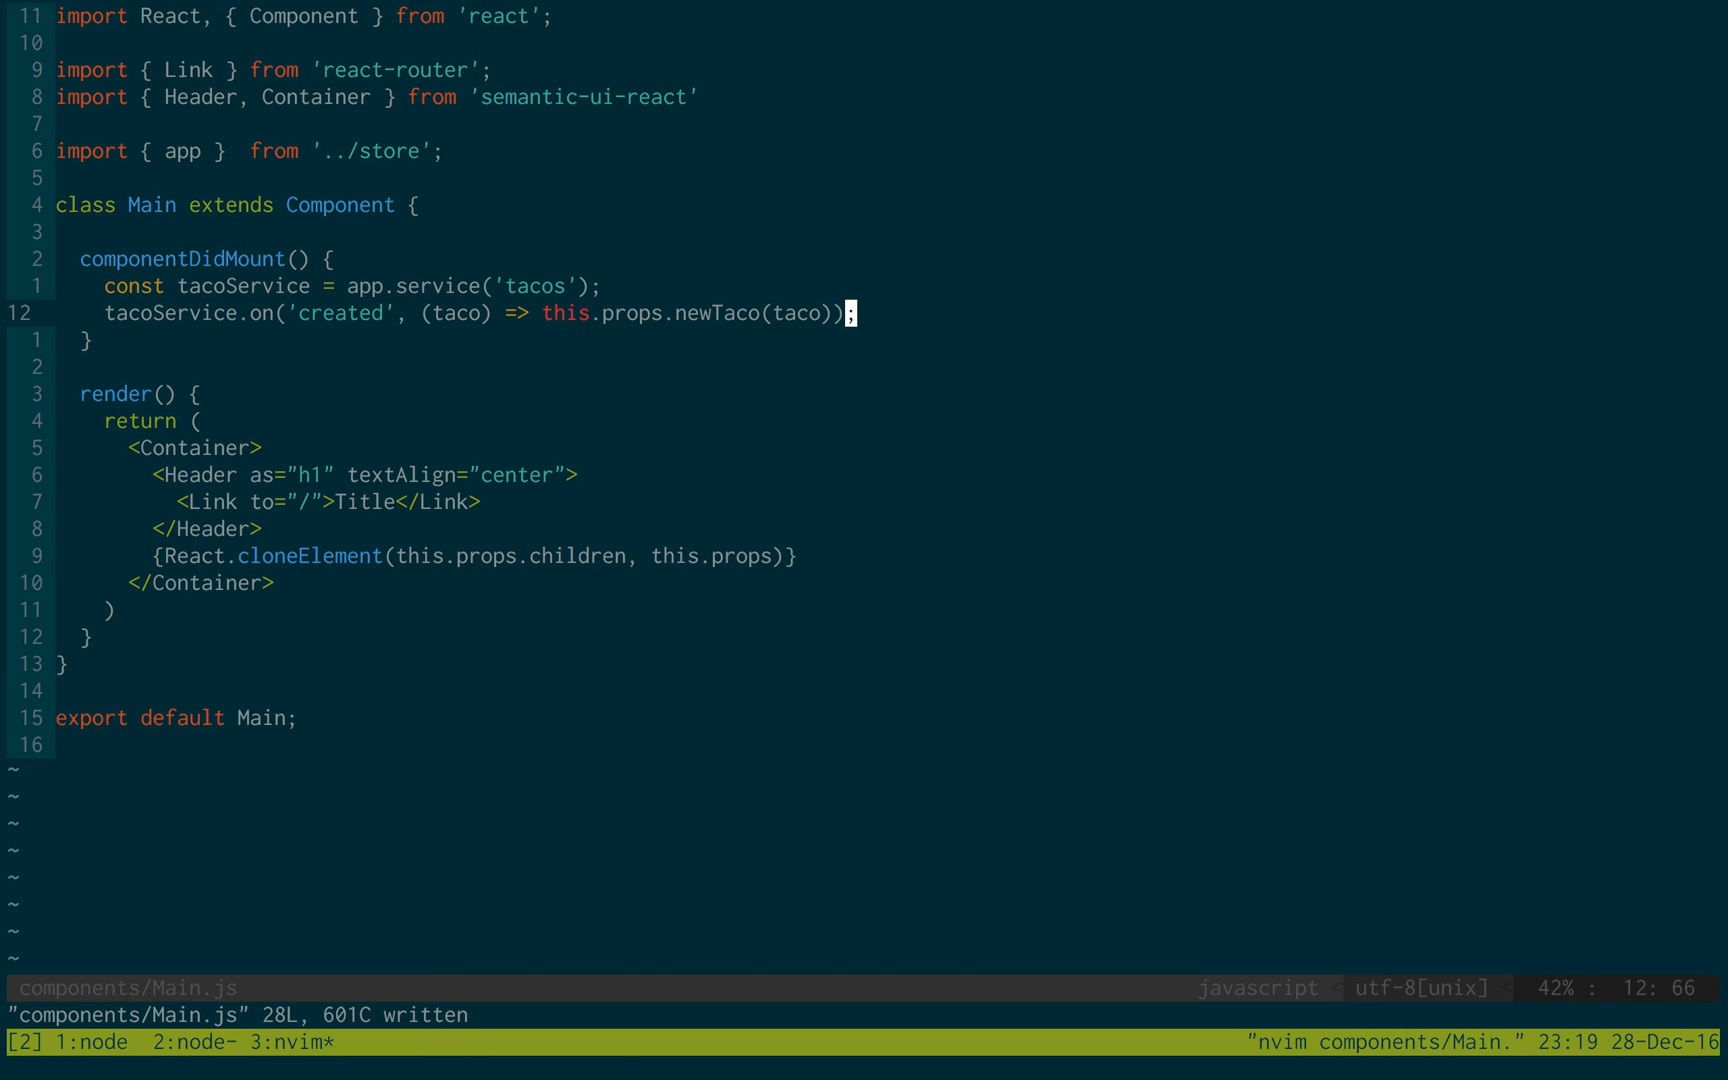 11 import React, { Component } from 'react';
10
9 import { Link } from 'react-router';
8 import { Header, Container } from 'semantic-ui-react'
7
6 import { app }  from '../store';
5
4 class Main extends Component {
3
2   componentDidMount() {
1     const tacoService = app.service('tacos');
12     tacoService.on('created', (taco) => this.props.newTaco(taco));
1   }
2
3   render() {
4     return (
5       <Container>
6         <Header as="h1" textAlign="center">
7           <Link to="/">Title</Link>
8         </Header>
9         {React.cloneElement(this.props.children, this.props)}
10       </Container>
11     )
12   }
13 }
14
15 export default Main;
16
~
~
~
~
~
~
~
~
components/Main.js javascript < utf-8[unix] < 42% : 12: 66
"components/Main.js" 28L, 601C written
[2] 1:node  2:node- 3:nvim* "nvim components/Main." 23:19 28-Dec-16